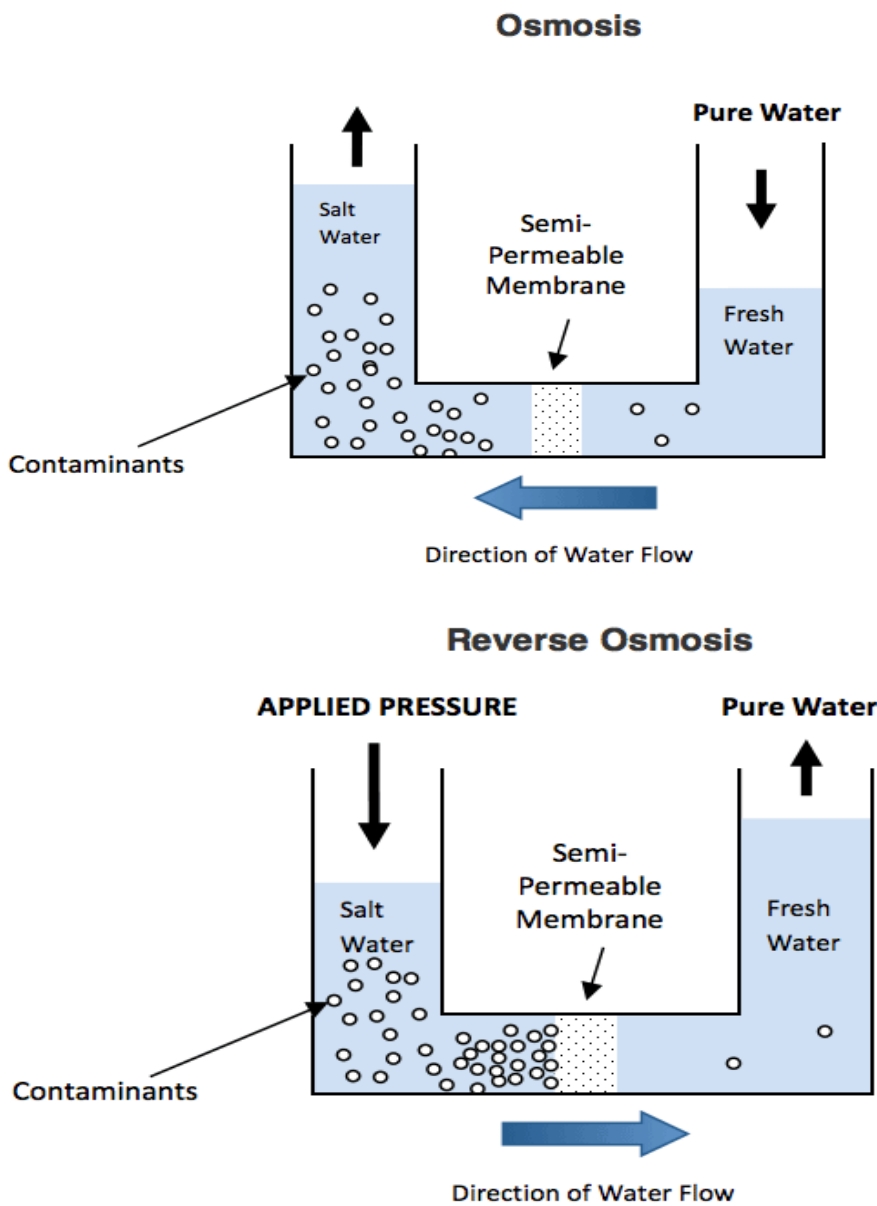 Osmosis
Pure Water
Salt
Water
Semi-
Permeable
Membrane
Fresh
Water
Contaminants
Direction of Water Flow
Reverse Osmosis
APPLIED PRESSURE
Pure Water
Semi-
Permeable
Membrane
Salt
Water
Fresh
Water
Contaminants
Direction of Water Flow